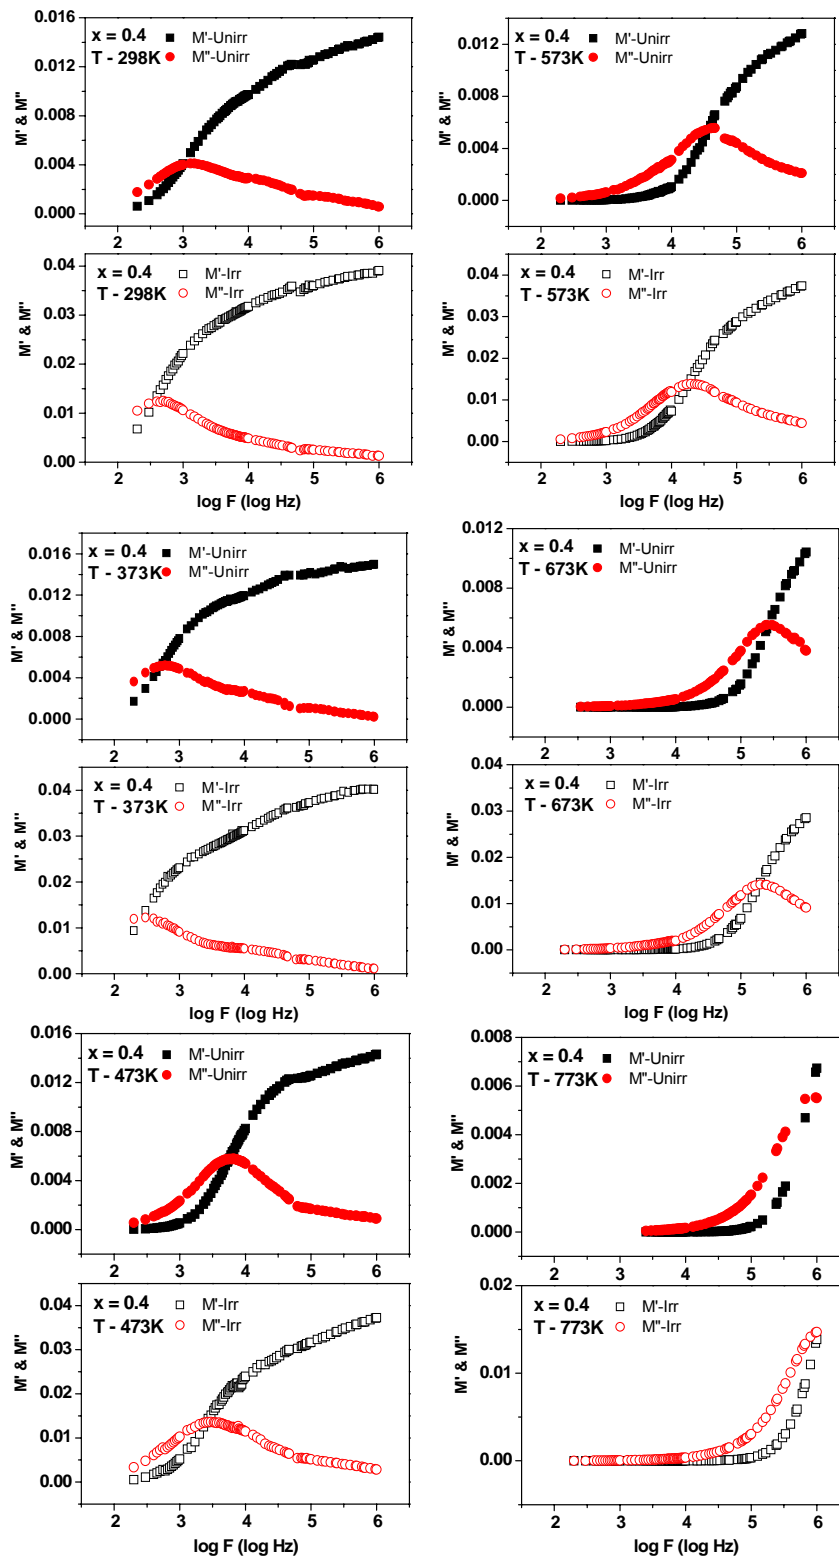 x = 0.4 M'-Unirr
T - 298K M''-Unirr
M' & M''
0.016
0.012
0.008
0.004
0.000
2 3 4 5 6
x = 0.4 M'-Irr
T - 298K M''-Irr
M' & M''
0.04
0.03
0.02
0.01
0.00
2 3 4 5 6
log F (log Hz)
x = 0.4 M'-Unirr
T - 573K M''-Unirr
M' & M''
0.012
0.008
0.004
0.000
2 3 4 5 6
x = 0.4 M'-Irr
T - 573K M''-Irr
M' & M''
0.04
0.03
0.02
0.01
0.00
2 3 4 5 6
log F (log Hz)
x = 0.4 M'-Unirr
T - 373K M''-Unirr
M' & M''
0.016
0.012
0.008
0.004
0.000
2 3 4 5 6
x = 0.4 M'-Irr
T - 373K M''-Irr
M' & M''
0.04
0.03
0.02
0.01
0.00
2 3 4 5 6
log F (log Hz)
x = 0.4 M'-Unirr
T - 673K M''-Unirr
M' & M''
0.012
0.008
0.004
0.000
2 3 4 5 6
x = 0.4 M'-Irr
T - 673K M''-Irr
M' & M''
0.04
0.03
0.02
0.01
0.00
2 3 4 5 6
log F (log Hz)
x = 0.4 M'-Unirr
T - 473K M''-Unirr
M' & M''
0.016
0.012
0.008
0.004
0.000
2 3 4 5 6
x = 0.4 M'-Irr
T - 473K M''-Irr
M' & M''
0.04
0.03
0.02
0.01
0.00
2 3 4 5 6
log F (log Hz)
x = 0.4 M'-Unirr
T - 773K M''-Unirr
M' & M''
0.008
0.006
0.004
0.002
0.000
2 3 4 5 6
x = 0.4 M'-Irr
T - 773K M''-Irr
M' & M''
0.02
0.01
0.00
2 3 4 5 6
log F (log Hz)